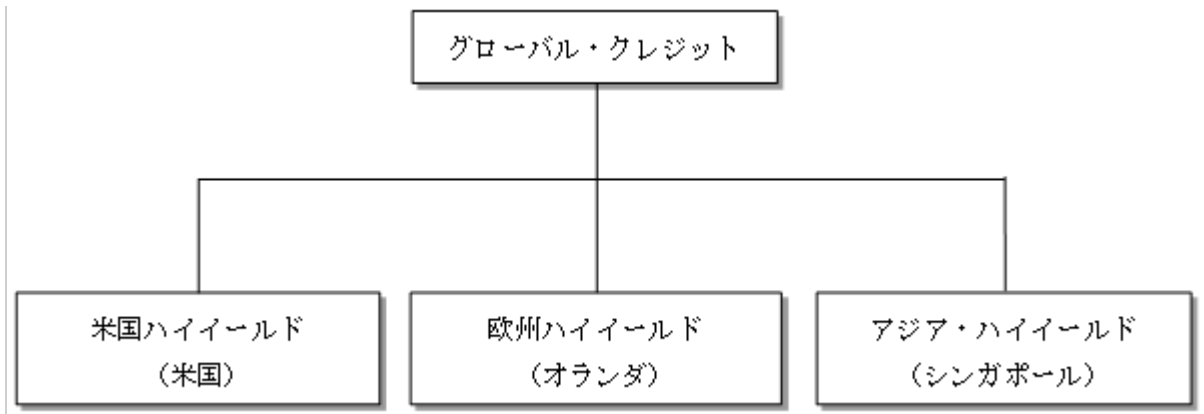 グローバル・クレジット
米国ハイイールド
（米国）
欧州ハイイールド
（オランダ）
アジア・ハイイールド
（シンガポール）